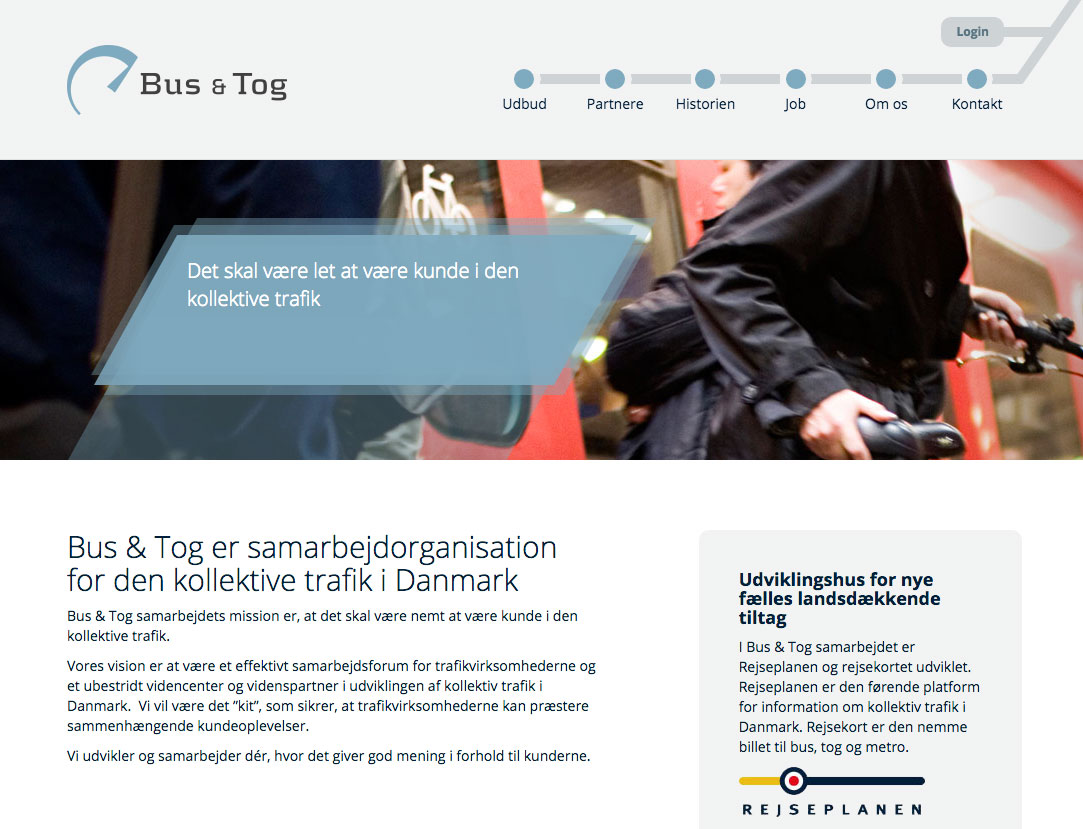 Login
Bus & Tog
Udbud
Partnere
Historien
Job
Om os
Kontakt
Det skal være let at være kunde i den
kollektive trafik
Bus & Tog er samarbejdorganisation
for den kollektive trafik i Danmark
Bus & Tog samarbejdets mission er, at det skal være nemt at være kunde i den
kollektive trafik.
Vores vision er at være et effektivt samarbejdsforum for trafikvirksomhederne og
et ubestridt videncenter og videnspartner i udviklingen af kollektiv trafik i
Danmark.  Vi vil være det ”kit”, som sikrer, at trafikvirksomhederne kan præstere
sammenhængende kundeoplevelser.
Vi udvikler og samarbejder dér, hvor det giver god mening i forhold til kunderne.
Udviklingshus for nye
fælles landsdækkende
tiltag
I Bus & Tog samarbejdet er
Rejseplanen og rejsekortet udviklet.
Rejseplanen er den førende platform
for information om kollektiv trafik i
Danmark. Rejsekort er den nemme
billet til bus, tog og metro.
REJSEPLANEN